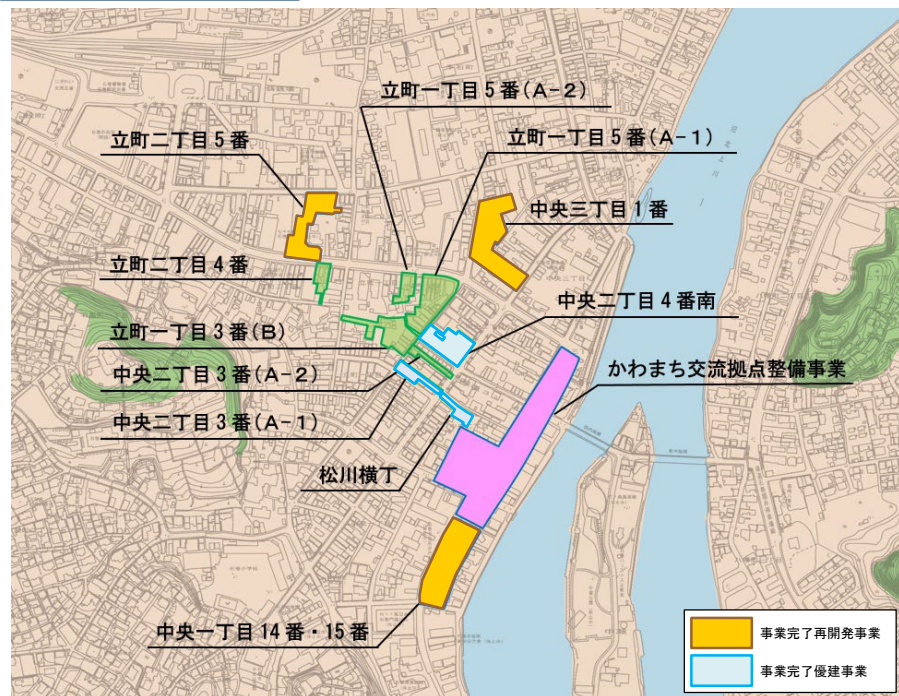 立町一丁目5番(A-2)
立町二丁目5番
立町一丁目5番(A-1)
中央三丁目1番
立町二丁目4番
中央二丁目4番南
立町一丁目3番(B)
かわまち交流拠点整備事業
中央二丁目3番(A-2)
中央二丁目3番(A-1)
松川横丁
中央一丁目14番・15番
事業完了再開発事業
事業完了優建事業